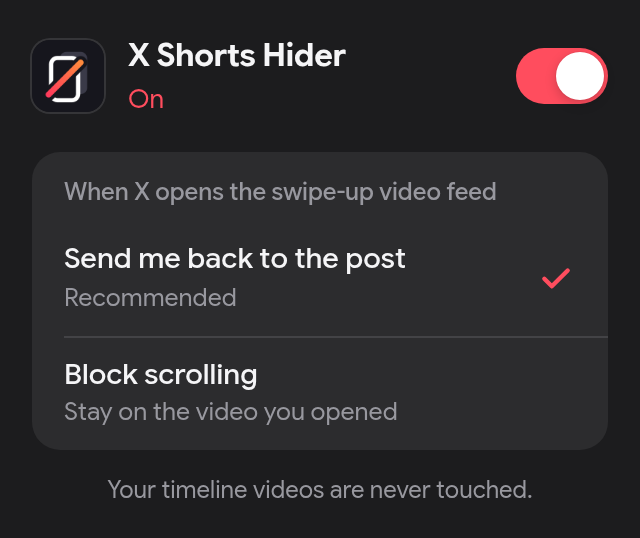 X Shorts Hider
On
When X opens the swipe-up video feed
Send me back to the post
Recommended
Block scrolling
Stay on the video you opened
Your timeline videos are never touched.